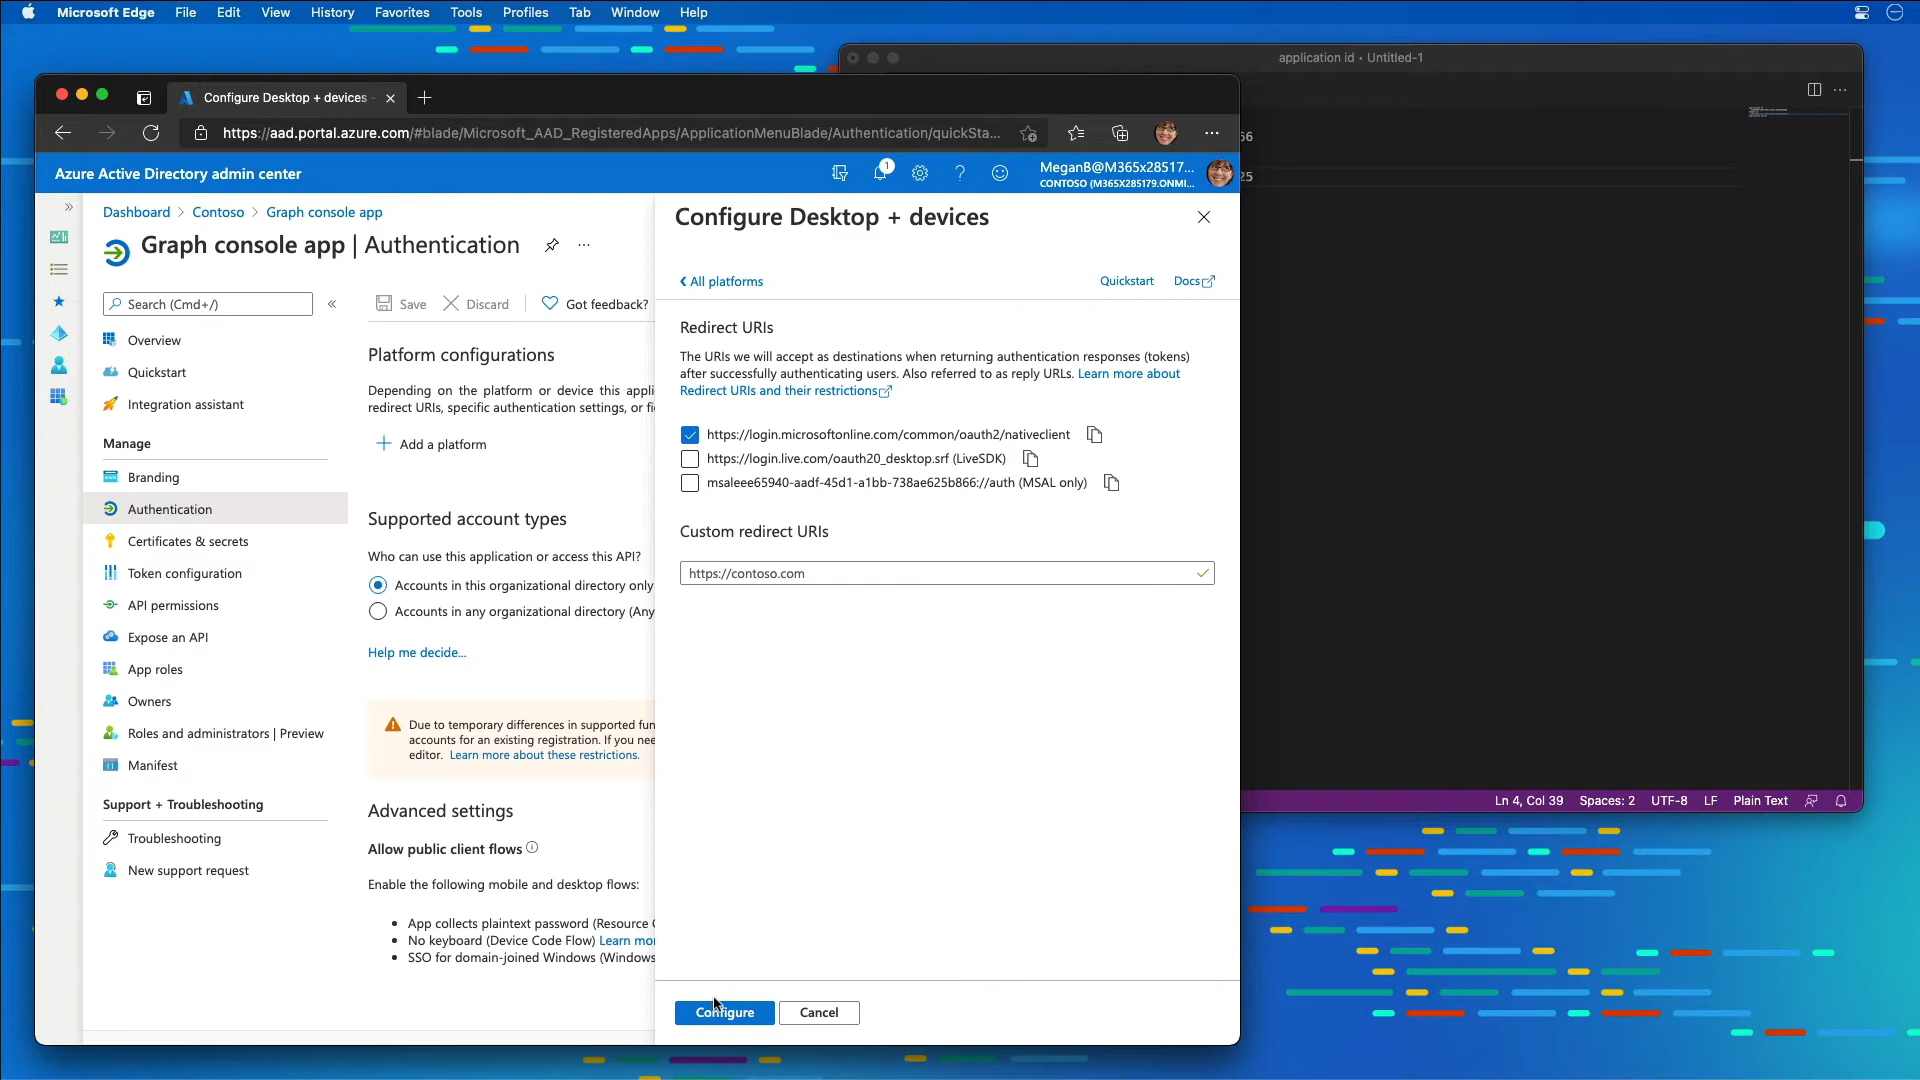 Microsoft Edge File Edit View History Favorites Tools Profiles Tab Window Help
application id • Untitled-1
Configure Desktop + devices -
https://aad.portal.azure.com/#blade/Microsoft_AAD_RegisteredApps/ApplicationMenuBlade/Authentication/quickSta...
66
Azure Active Directory admin center
1
MeganB@M365x28517...
CONTOSO (M365X285179.ONMI...
25
Dashboard > Contoso > Graph console app
Graph console app | Authentication
Search (Cmd+/)
Overview
Quickstart
Integration assistant
Manage
Branding
Authentication
Certificates & secrets
Token configuration
API permissions
Expose an API
App roles
Owners
Roles and administrators | Preview
Manifest
Support + Troubleshooting
Troubleshooting
New support request
Save Discard Got feedback?
Platform configurations
Depending on the platform or device this appli
redirect URIs, specific authentication settings, or fi
Add a platform
Supported account types
Who can use this application or access this API?
Accounts in this organizational directory only
Accounts in any organizational directory (Any
Help me decide...
Due to temporary differences in supported fun
accounts for an existing registration. If you nee
editor. Learn more about these restrictions.
Advanced settings
Allow public client flows
Enable the following mobile and desktop flows:
App collects plaintext password (Resource
No keyboard (Device Code Flow) Learn mor
SSO for domain-joined Windows (Windows
Configure Desktop + devices
All platforms
Quickstart Docs
Redirect URIs
The URIs we will accept as destinations when returning authentication responses (tokens)
after successfully authenticating users. Also referred to as reply URLs. Learn more about
Redirect URIs and their restrictions
https://login.microsoftonline.com/common/oauth2/nativeclient
https://login.live.com/oauth20_desktop.srf (LiveSDK)
msaleee65940-aadf-45d1-a1bb-738ae625b866://auth (MSAL only)
Custom redirect URIs
https://contoso.com
Configure Cancel
Ln 4, Col 39 Spaces: 2 UTF-8 LF Plain Text